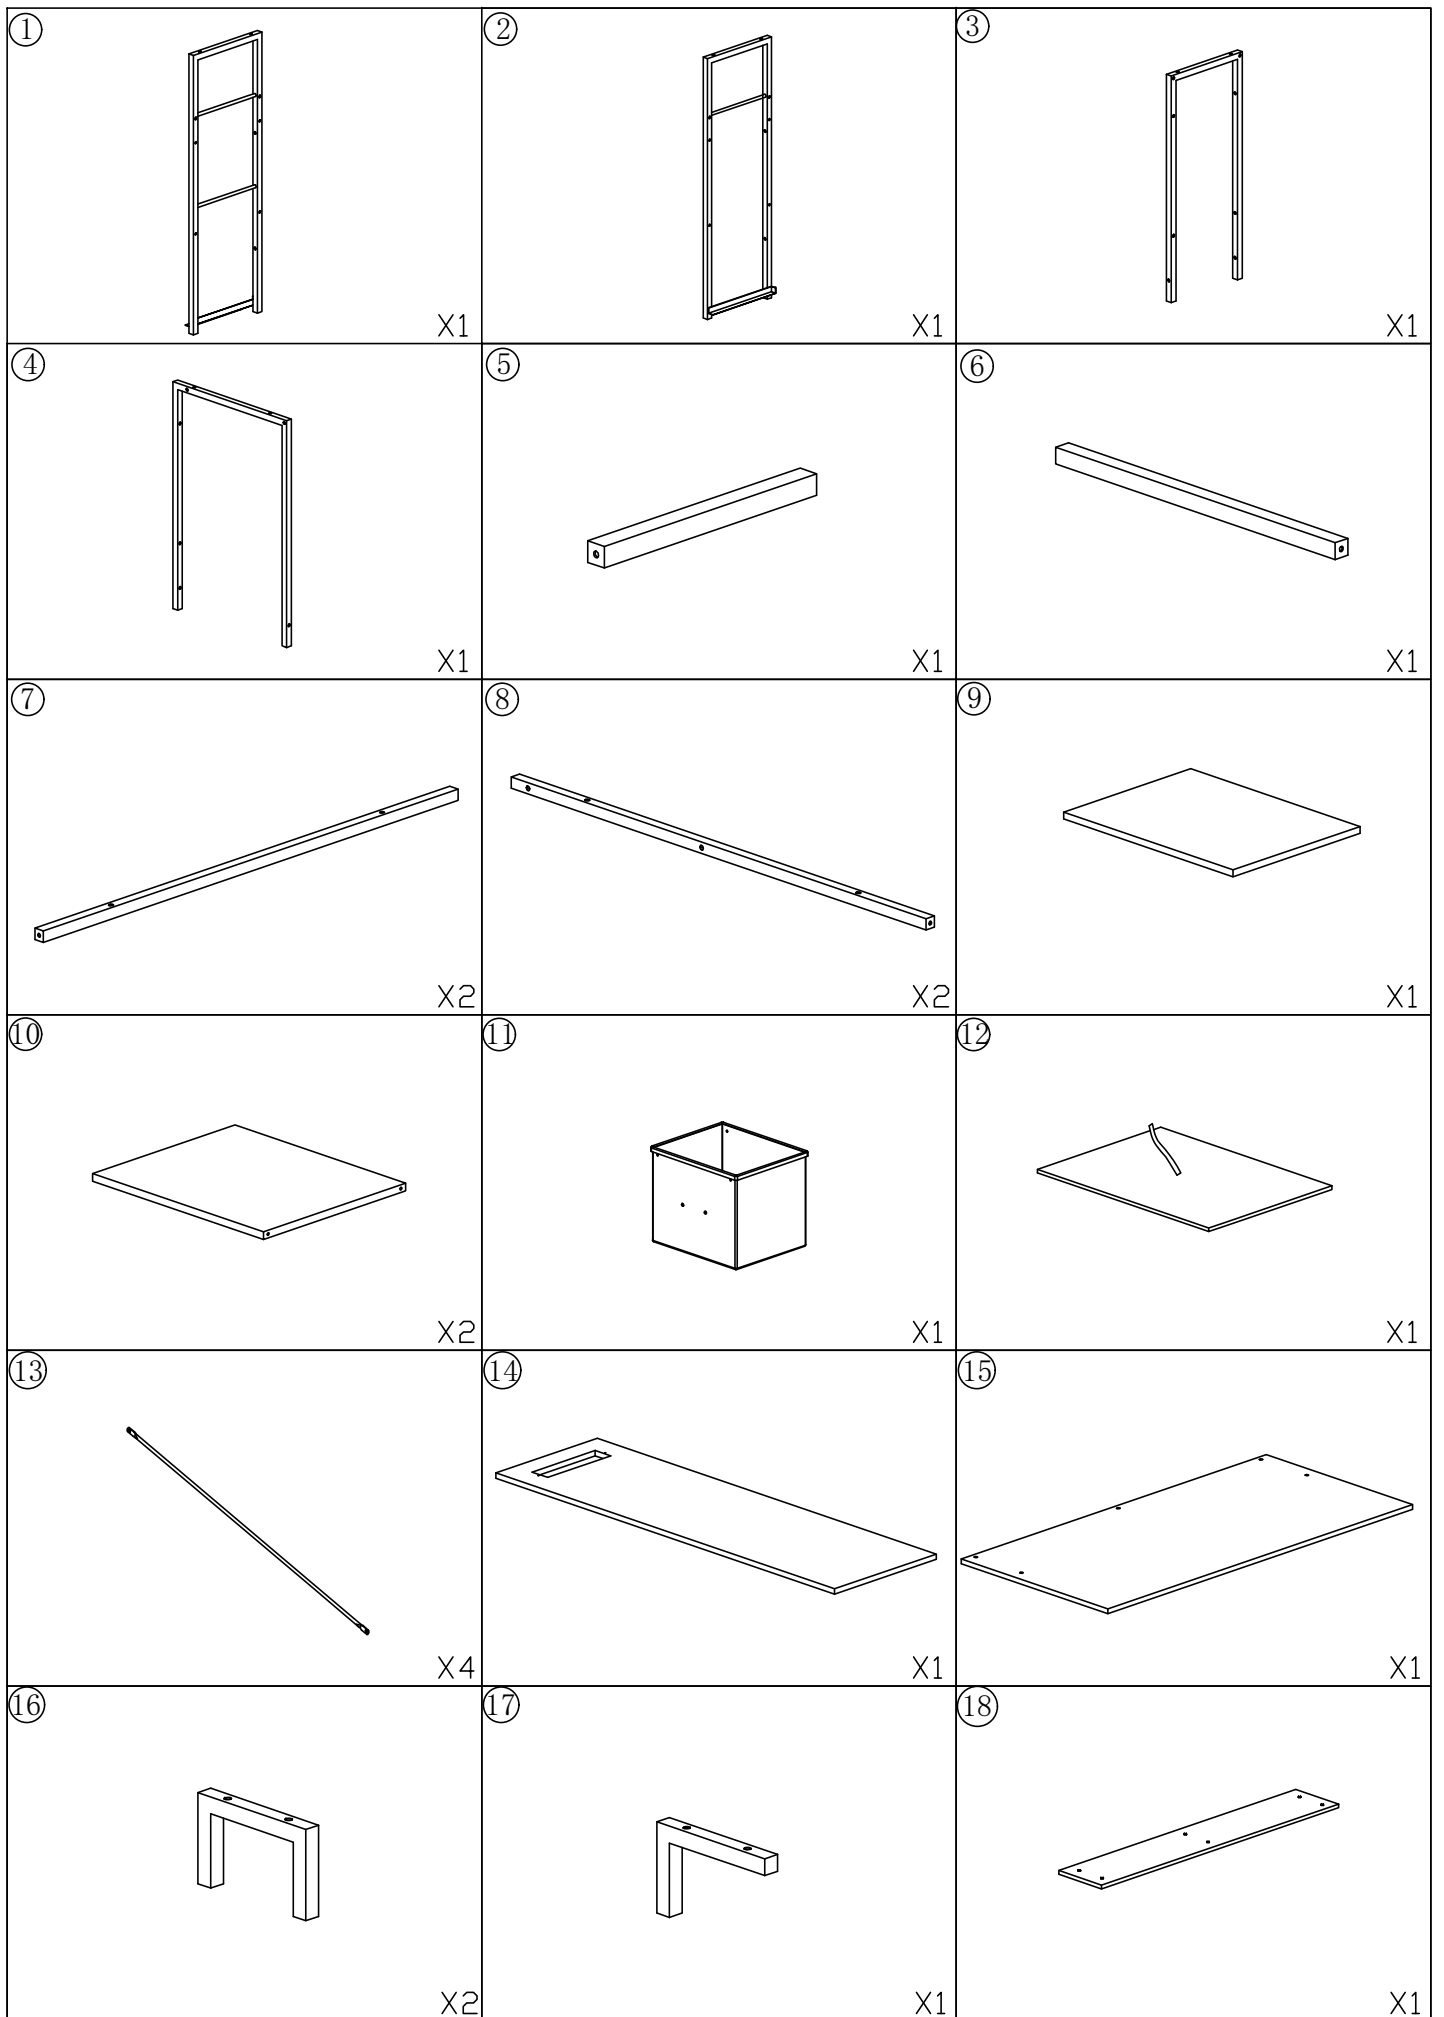 ① ② ③
X1 X1 X1
④ ⑤ ⑥
X1 X1 X1
⑦ ⑧ ⑨
X2 X2 X1
⑩ ⑪ ⑫
X2 X1 X1
⑬ ⑭ ⑮
X4 X1 X1
⑯ ⑰ ⑱
X2 X1 X1